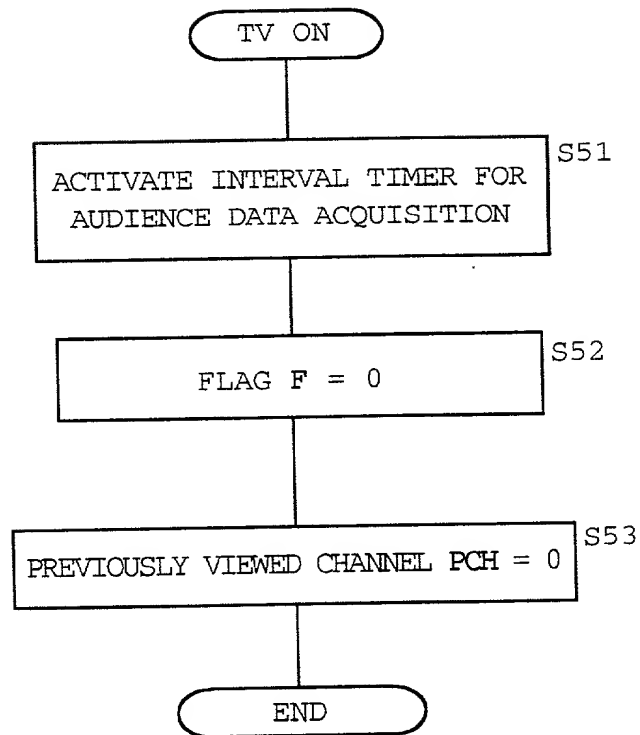 TV ON
S51
ACTIVATE INTERVAL TIMER FOR
AUDIENCE DATA ACQUISITION
S52
FLAG F = 0
S53
PREVIOUSLY VIEWED CHANNEL PCH = 0
END